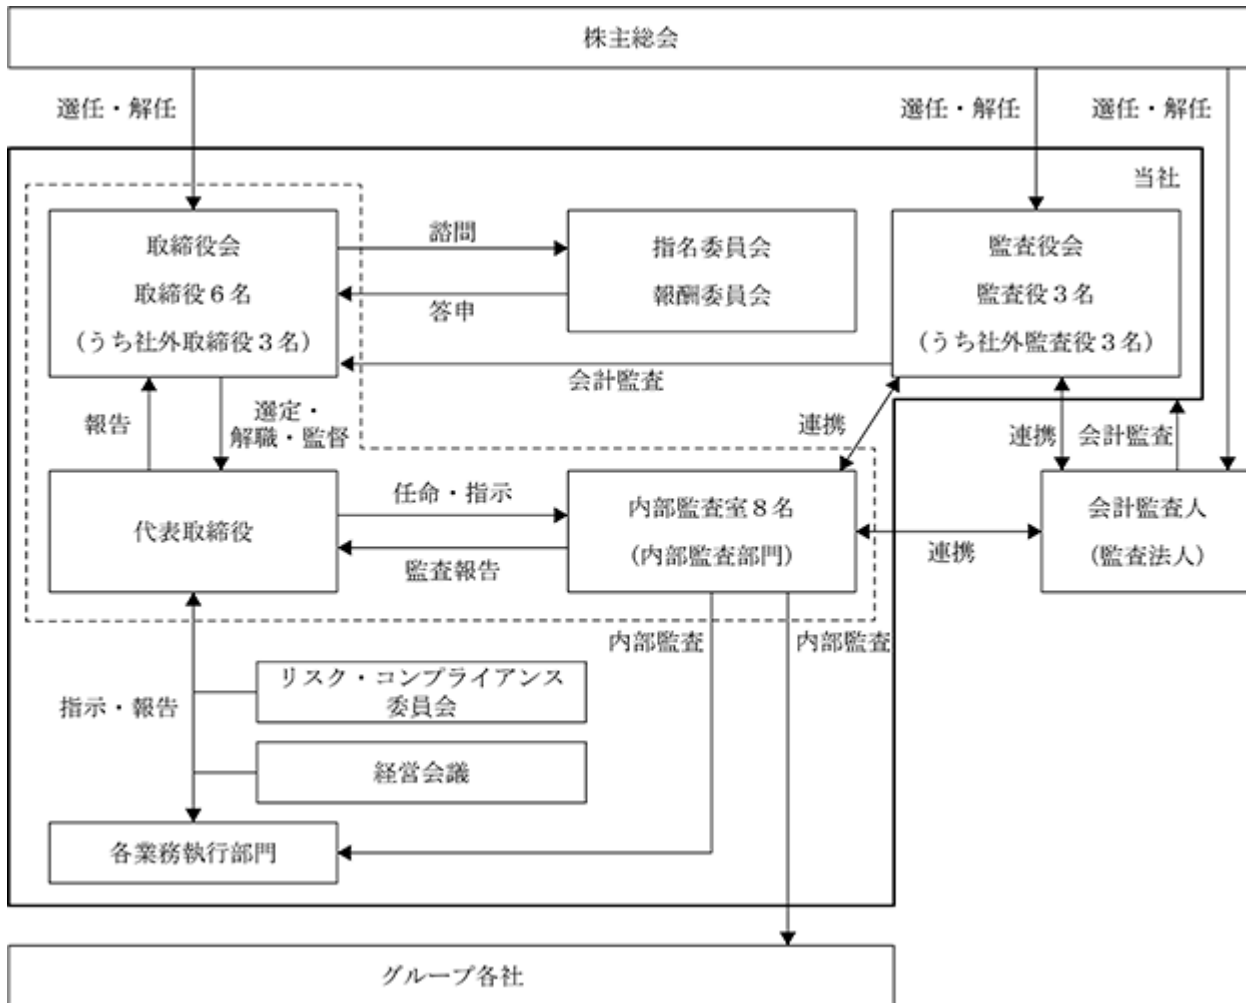 株主総会
選任・解任
選任・解任
選任・解任
当社
取締役会
取締役6名
(うち社外取締役3名)
諮問
答申
指名委員会
報酬委員会
監査役会
監査役3名
(うち社外監査役3名)
会計監査
報告
選定・
解職・監督
連携
連携
会計監査
代表取締役
任命・指示
監査報告
内部監査室8名
(内部監査部門)
連携
会計監査人
(監査法人)
内部監査
内部監査
リスク・コンプライアンス
委員会
指示・報告
経営会議
各業務執行部門
グループ各社